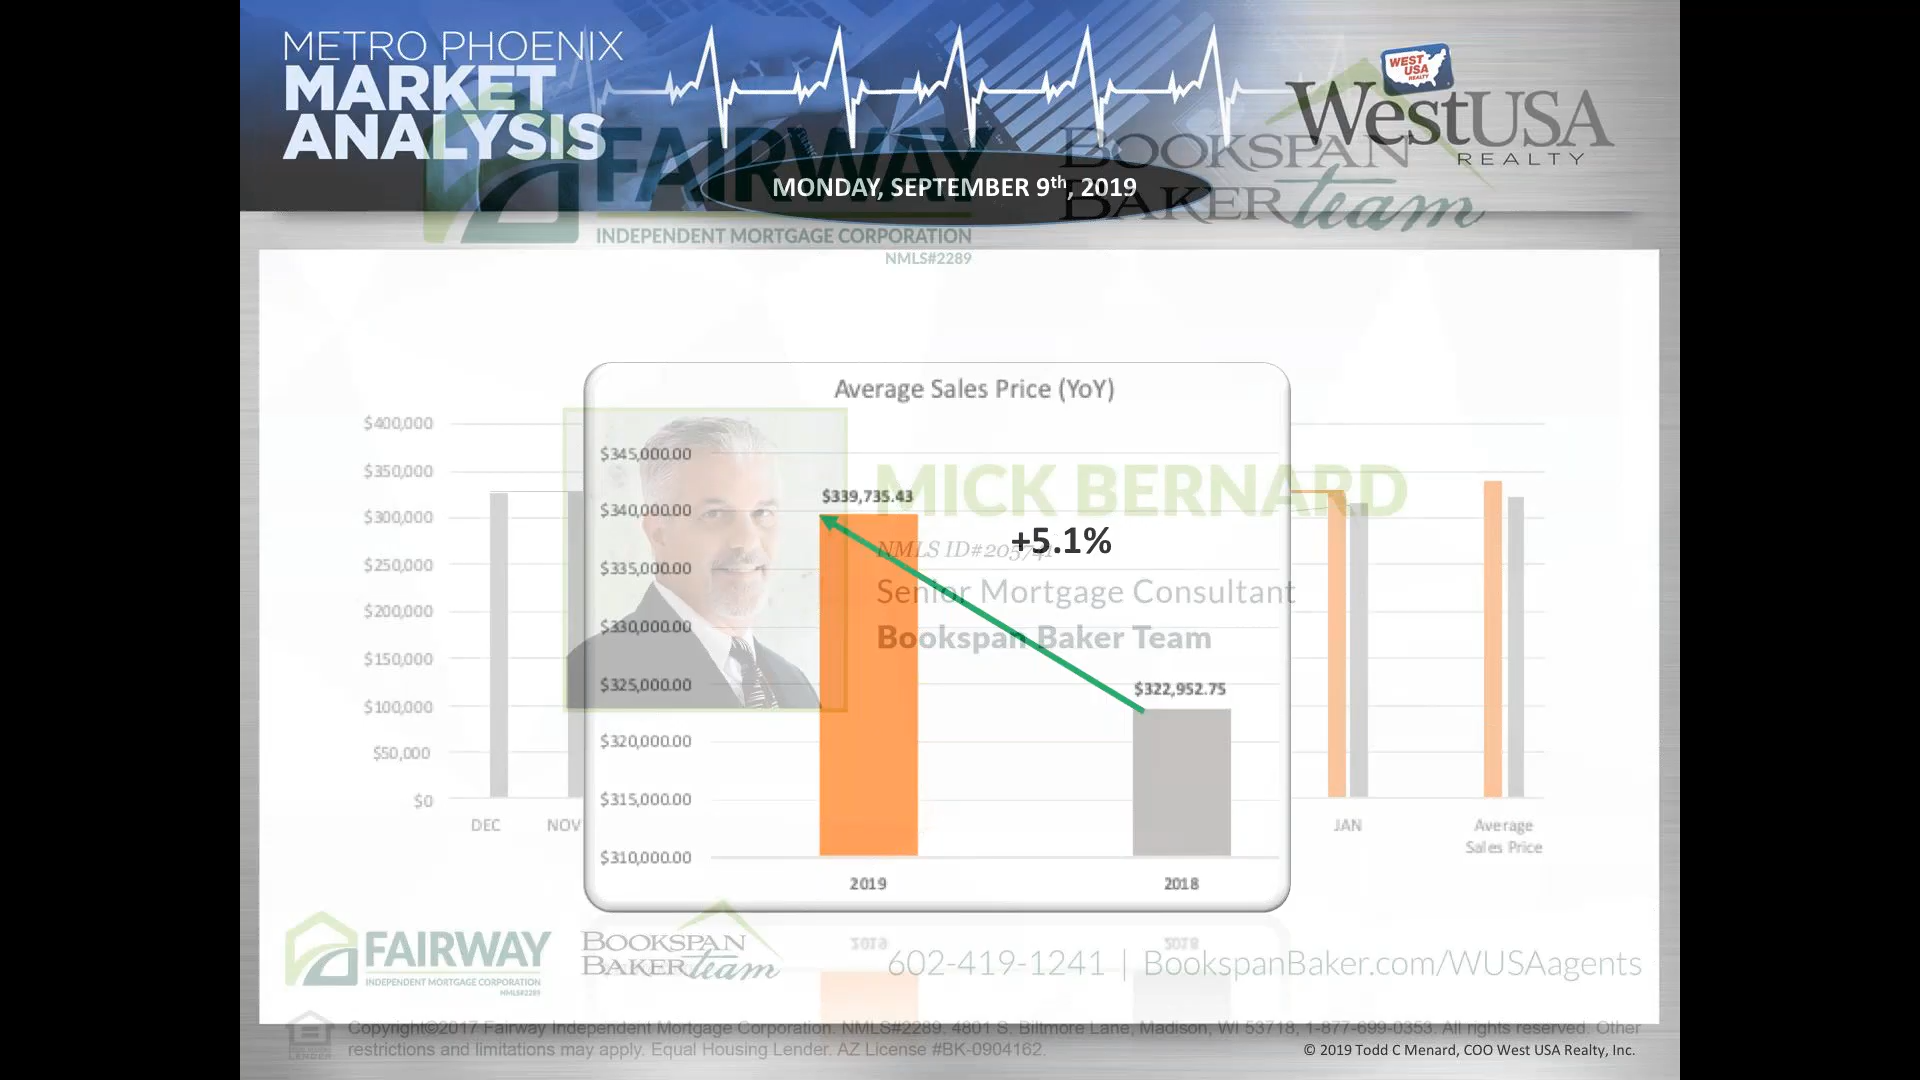 METRO PHOENIX
MARKET
ANALYSIS
WEST
USA
REALTY
WestUSA
REALTY
FAIRWAY
INDEPENDENT MORTGAGE CORPORATION
NMLS#2289
BOOKSPAN
BAKER team
MONDAY, SEPTEMBER 9th, 2019
Average Sales Price (YoY)
$400,000
$350,000
$300,000
$250,000
$200,000
$150,000
$100,000
$50,000
$0
DEC
NOV
$345,000.00
$340,000.00
$335,000.00
$330,000.00
$325,000.00
$320,000.00
$315,000.00
$310,000.00
$339,735.43
+5.1%
$322,952.75
2019
2018
MICK BERNARD
NMLS ID#205741
Senior Mortgage Consultant
Bookspan Baker Team
JAN
Average
Sales Price
FAIRWAY
INDEPENDENT MORTGAGE CORPORATION
NMLS#2289
BOOKSPAN
BAKER team
602-419-1241 | BookspanBaker.com/WUSAagents
Copyright©2017 Fairway Independent Mortgage Corporation. NMLS#2289. 4801 S. Biltmore Lane, Madison, WI 53718, 1-877-699-0353. All rights reserved. Other
restrictions and limitations may apply. Equal Housing Lender. AZ License #BK-0904162.
© 2019 Todd C Menard, COO West USA Realty, Inc.